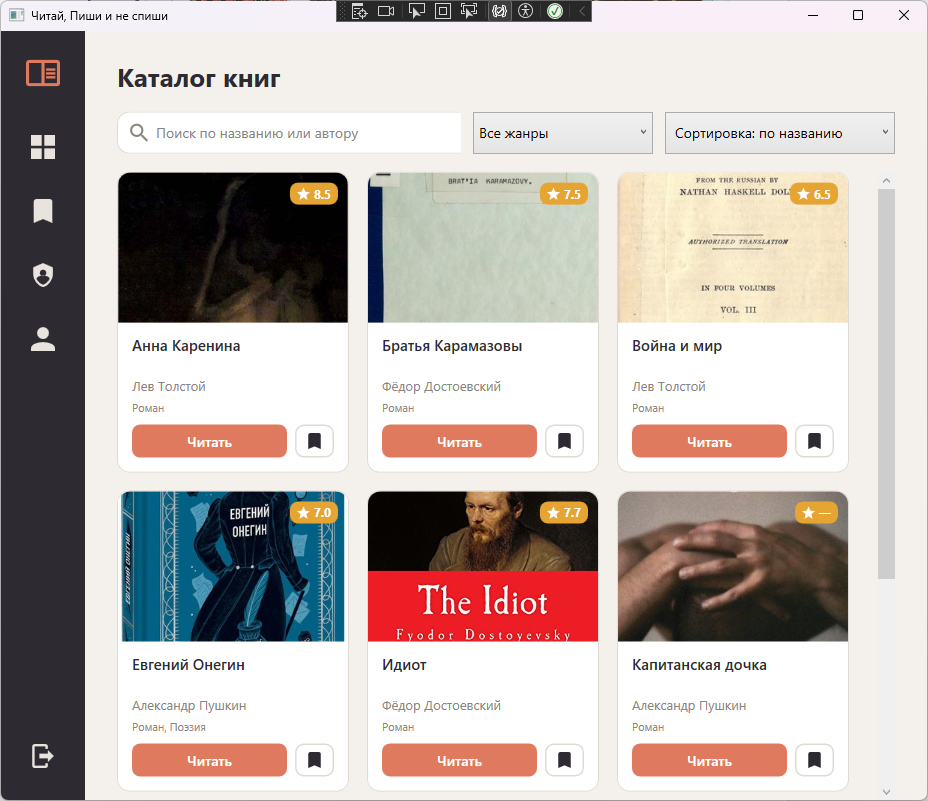 Читай, Пиши и не спиши
Каталог книг
Поиск по названию или автору
Все жанры
Сортировка: по названию
8.5
BRAT'IA KARAMAZOVY.
7.5
FROM THE RUSSIAN BY
NATHAN HASKELL DOL
6.5
AUTHORIZED TRANSLATION
IN FOUR VOLUMES
VOL. III
Анна Каренина
Лев Толстой
Роман
Читать
Братья Карамазовы
Фёдор Достоевский
Роман
Читать
Война и мир
Лев Толстой
Роман
Читать
ЕВГЕНИЙ
ОНЕГИН
ЕВГЕНИЙ ОНЕГИН
7.0
7.7
The Idiot
Fyodor Dostoyevsky
—
Евгений Онегин
Александр Пушкин
Роман, Поэзия
Читать
Идиот
Фёдор Достоевский
Роман
Читать
Капитанская дочка
Александр Пушкин
Роман
Читать